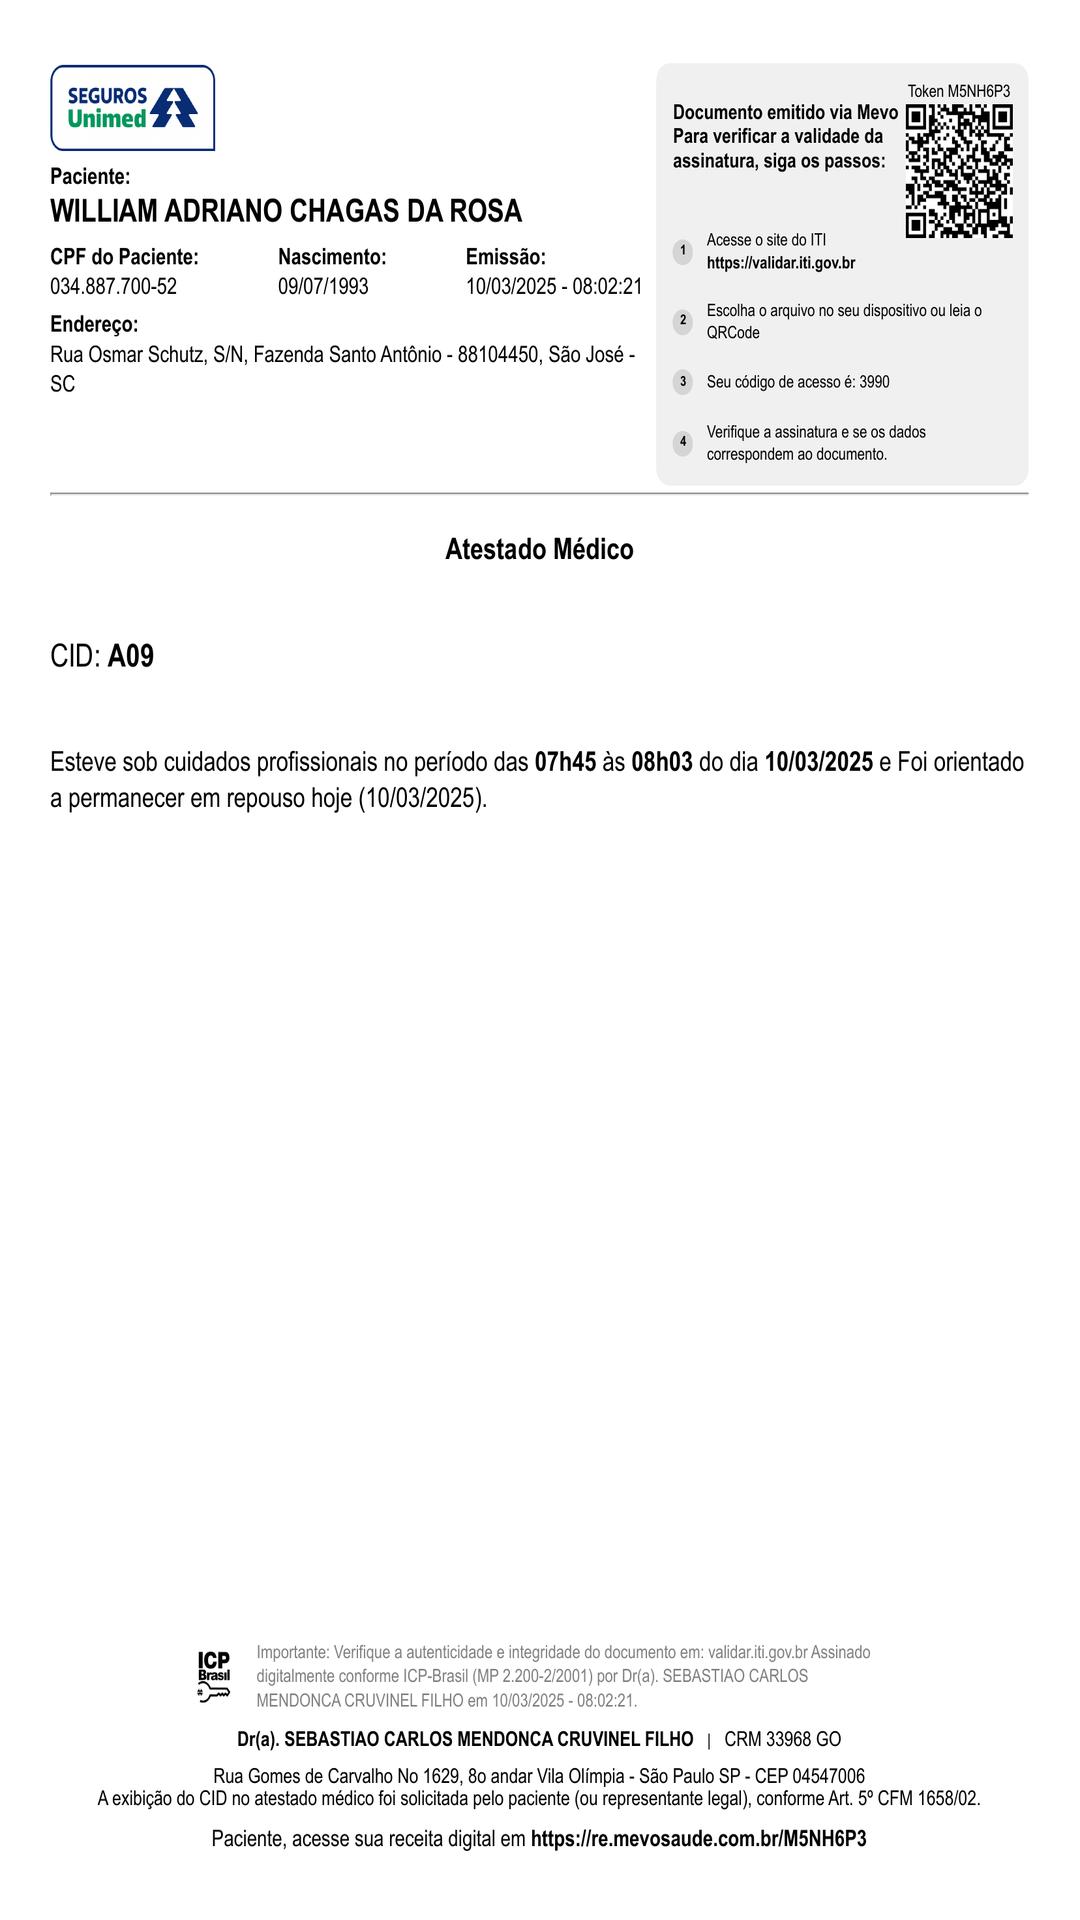 SEGUROS
Unimed
Paciente:
WILLIAM ADRIANO CHAGAS DA ROSA
CPF do Paciente: Nascimento: Emissão:
034.887.700-52 09/07/1993 10/03/2025 - 08:02:21
Endereço:
Rua Osmar Schutz, S/N, Fazenda Santo Antônio - 88104450, São José -
SC
Token M5NH6P3
Documento emitido via Mevo
Para verificar a validade da
assinatura, siga os passos:
1 Acesse o site do ITI
https://validar.iti.gov.br
2 Escolha o arquivo no seu dispositivo ou leia o
QRCode
3 Seu código de acesso é: 3990
4 Verifique a assinatura e se os dados
correspondem ao documento.
Atestado Médico
CID: A09
Esteve sob cuidados profissionais no período das 07h45 às 08h03 do dia 10/03/2025 e Foi orientado
a permanecer em repouso hoje (10/03/2025).
ICP
Brasil
Importante: Verifique a autenticidade e integridade do documento em: validar.iti.gov.br Assinado
digitalmente conforme ICP-Brasil (MP 2.200-2/2001) por Dr(a). SEBASTIAO CARLOS
MENDONCA CRUVINEL FILHO em 10/03/2025 - 08:02:21.
Dr(a). SEBASTIAO CARLOS MENDONCA CRUVINEL FILHO | CRM 33968 GO
Rua Gomes de Carvalho No 1629, 8o andar Vila Olímpia - São Paulo SP - CEP 04547006
A exibição do CID no atestado médico foi solicitada pelo paciente (ou representante legal), conforme Art. 5º CFM 1658/02.
Paciente, acesse sua receita digital em https://re.mevosaude.com.br/M5NH6P3